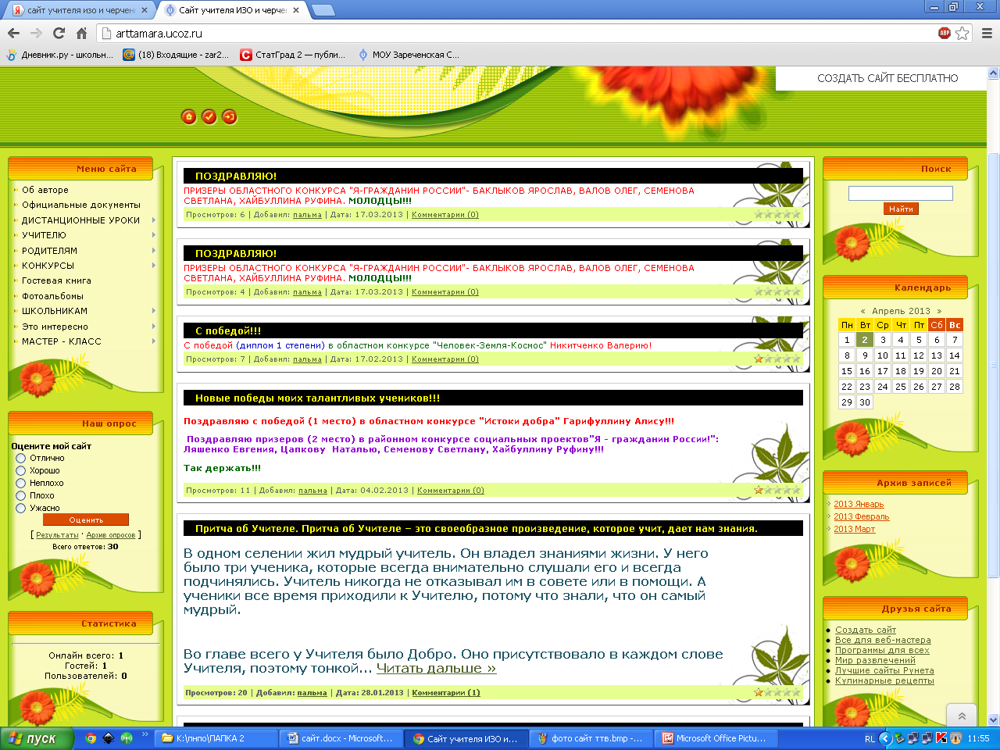 сайт учителя изо и черчен
Сайт учителя ИЗО и черче
arttamara.ucoz.ru
ABP
Дневник.ру - школьн...
(18) Входящие - zar2...
СтатГрад 2 — публи...
МОУ Зареченская С...
СОЗДАТЬ САЙТ БЕСПЛАТНО
Меню сайта
Об авторе
Официальные документы
ДИСТАНЦИОННЫЕ УРОКИ
УЧИТЕЛЮ
РОДИТЕЛЯМ
КОНКУРСЫ
Гостевая книга
Фотоальбомы
ШКОЛЬНИКАМ
Это интересно
МАСТЕР - КЛАСС
Наш опрос
Оцените мой сайт
Отлично
Хорошо
Неплохо
Плохо
Ужасно
Оценить
[ Результаты · Архив опросов ]
Всего ответов: 30
Статистика
Онлайн всего: 1
Гостей: 1
Пользователей: 0
ПОЗДРАВЛЯЮ!
ПРИЗЕРЫ ОБЛАСТНОГО КОНКУРСА "Я-ГРАЖДАНИН РОССИИ"- БАКЛЫКОВ ЯРОСЛАВ, ВАЛОВ ОЛЕГ, СЕМЕНОВА
СВЕТЛАНА, ХАЙБУЛЛИНА РУФИНА. МОЛОДЦЫ!!!
Просмотров: 6 | Добавил: пальма | Дата: 17.03.2013 | Комментарии (0)
ПОЗДРАВЛЯЮ!
ПРИЗЕРЫ ОБЛАСТНОГО КОНКУРСА "Я-ГРАЖДАНИН РОССИИ"- БАКЛЫКОВ ЯРОСЛАВ, ВАЛОВ ОЛЕГ, СЕМЕНОВА
СВЕТЛАНА, ХАЙБУЛЛИНА РУФИНА. МОЛОДЦЫ!!!
Просмотров: 4 | Добавил: пальма | Дата: 17.03.2013 | Комментарии (0)
С победой!!!
С победой (диплом 1 степени) в областном конкурсе "Человек-Земля-Космос" Никитченко Валерию!
Просмотров: 7 | Добавил: пальма | Дата: 17.02.2013 | Комментарии (0)
Новые победы моих талантливых учеников!!!
Поздравляю с победой (1 место) в областном конкурсе "Истоки добра" Гарифуллину Алису!!!
Поздравляю призеров (2 место) в районном конкурсе социальных проектов"Я - гражданин России!":
Ляшенко Евгения, Цапкову Наталью, Семенову Светлану, Хайбуллину Руфину!!!
Так держать!!!
Просмотров: 11 | Добавил: пальма | Дата: 04.02.2013 | Комментарии (0)
Притча об Учителе. Притча об Учителе – это своеобразное произведение, которое учит, дает нам знания.
В одном селении жил мудрый учитель. Он владел знаниями жизни. У него
было три ученика, которые всегда внимательно слушали его и всегда
подчинялись. Учитель никогда не отказывал им в совете или в помощи. А
ученики все время приходили к Учителю, потому что знали, что он самый
мудрый.
Во главе всего у Учителя было Добро. Оно присутствовало в каждом слове
Учителя, поэтому тонкой... Читать дальше »
Просмотров: 20 | Добавил: пальма | Дата: 28.01.2013 | Комментарии (1)
Поиск
Найти
Календарь
« Апрель 2013 »
Пн Вт Ср Чт Пт Сб Вс
1 2 3 4 5 6 7
8 9 10 11 12 13 14
15 16 17 18 19 20 21
22 23 24 25 26 27 28
29 30
Архив записей
2013 Январь
2013 Февраль
2013 Март
Друзья сайта
Создать сайт
Все для веб-мастера
Программы для всех
Мир развлечений
Лучшие сайты Рунета
Кулинарные рецепты
пуск
K:\пнпо\ПАПКА 2
сайт.docx - Microsoft...
Сайт учителя ИЗО и...
фото сайт ттв.bmp -...
Microsoft Office Pictu...
RL
11:55